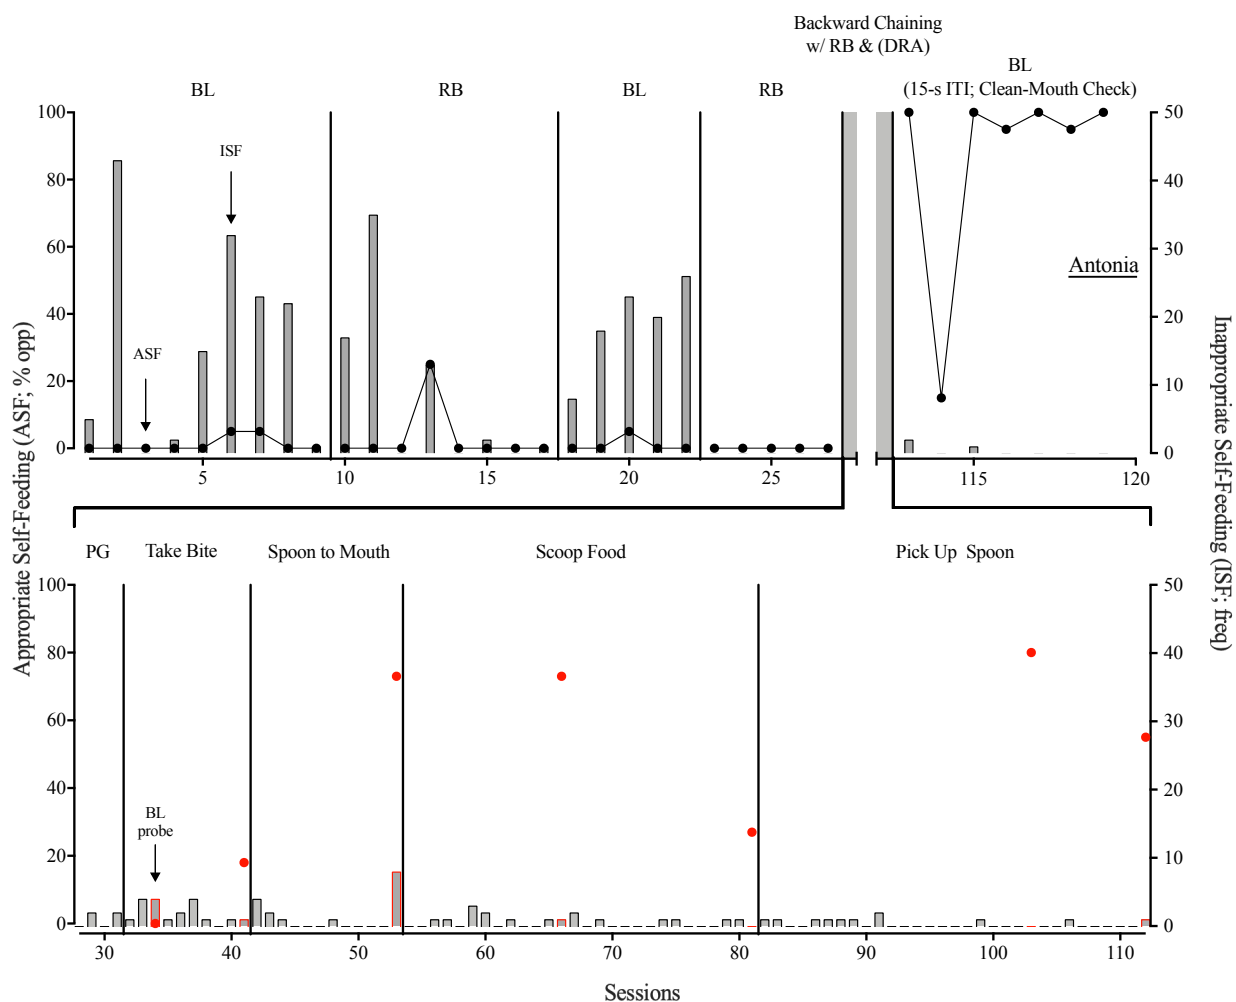 Backward Chaining
w/ RB & (DRA)
BL
(15-s ITI; Clean-Mouth Check)
BL
RB
BL
RB
100
80
60
40
20
0
50
40
30
20
10
0
ISF
ASF
Antonia
5
10
15
20
25
115
120
Appropriate Self-Feeding (ASF; % opp)
Inappropriate Self-Feeding (ISF; freq)
PG
Take Bite
Spoon to Mouth
Scoop Food
Pick Up Spoon
100
80
60
40
20
0
50
40
30
20
10
0
BL
probe
30
40
50
60
70
80
90
100
110
Sessions